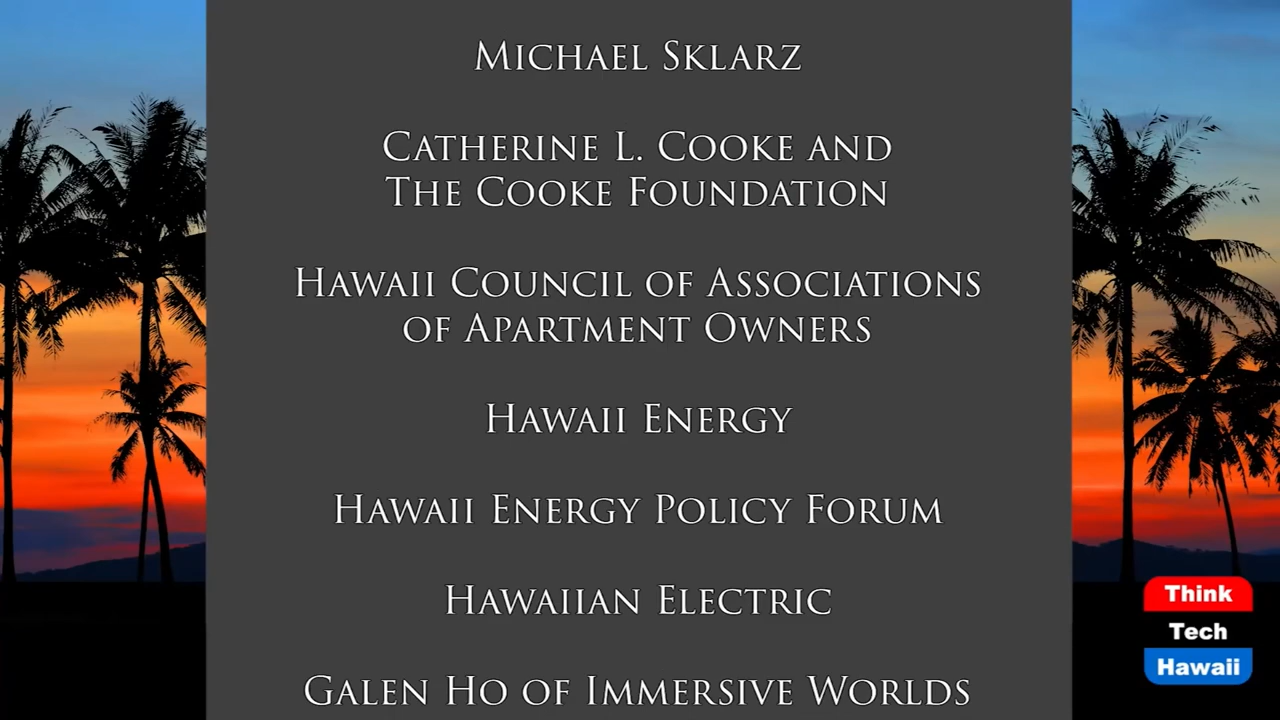 Michael Sklarz
Catherine L. Cooke and
The Cooke Foundation
Hawaii Council of Associations
of Apartment Owners
Hawaii Energy
Hawaii Energy Policy Forum
Hawaiian Electric
Galen Ho of Immersive Worlds
Think
Tech
Hawaii